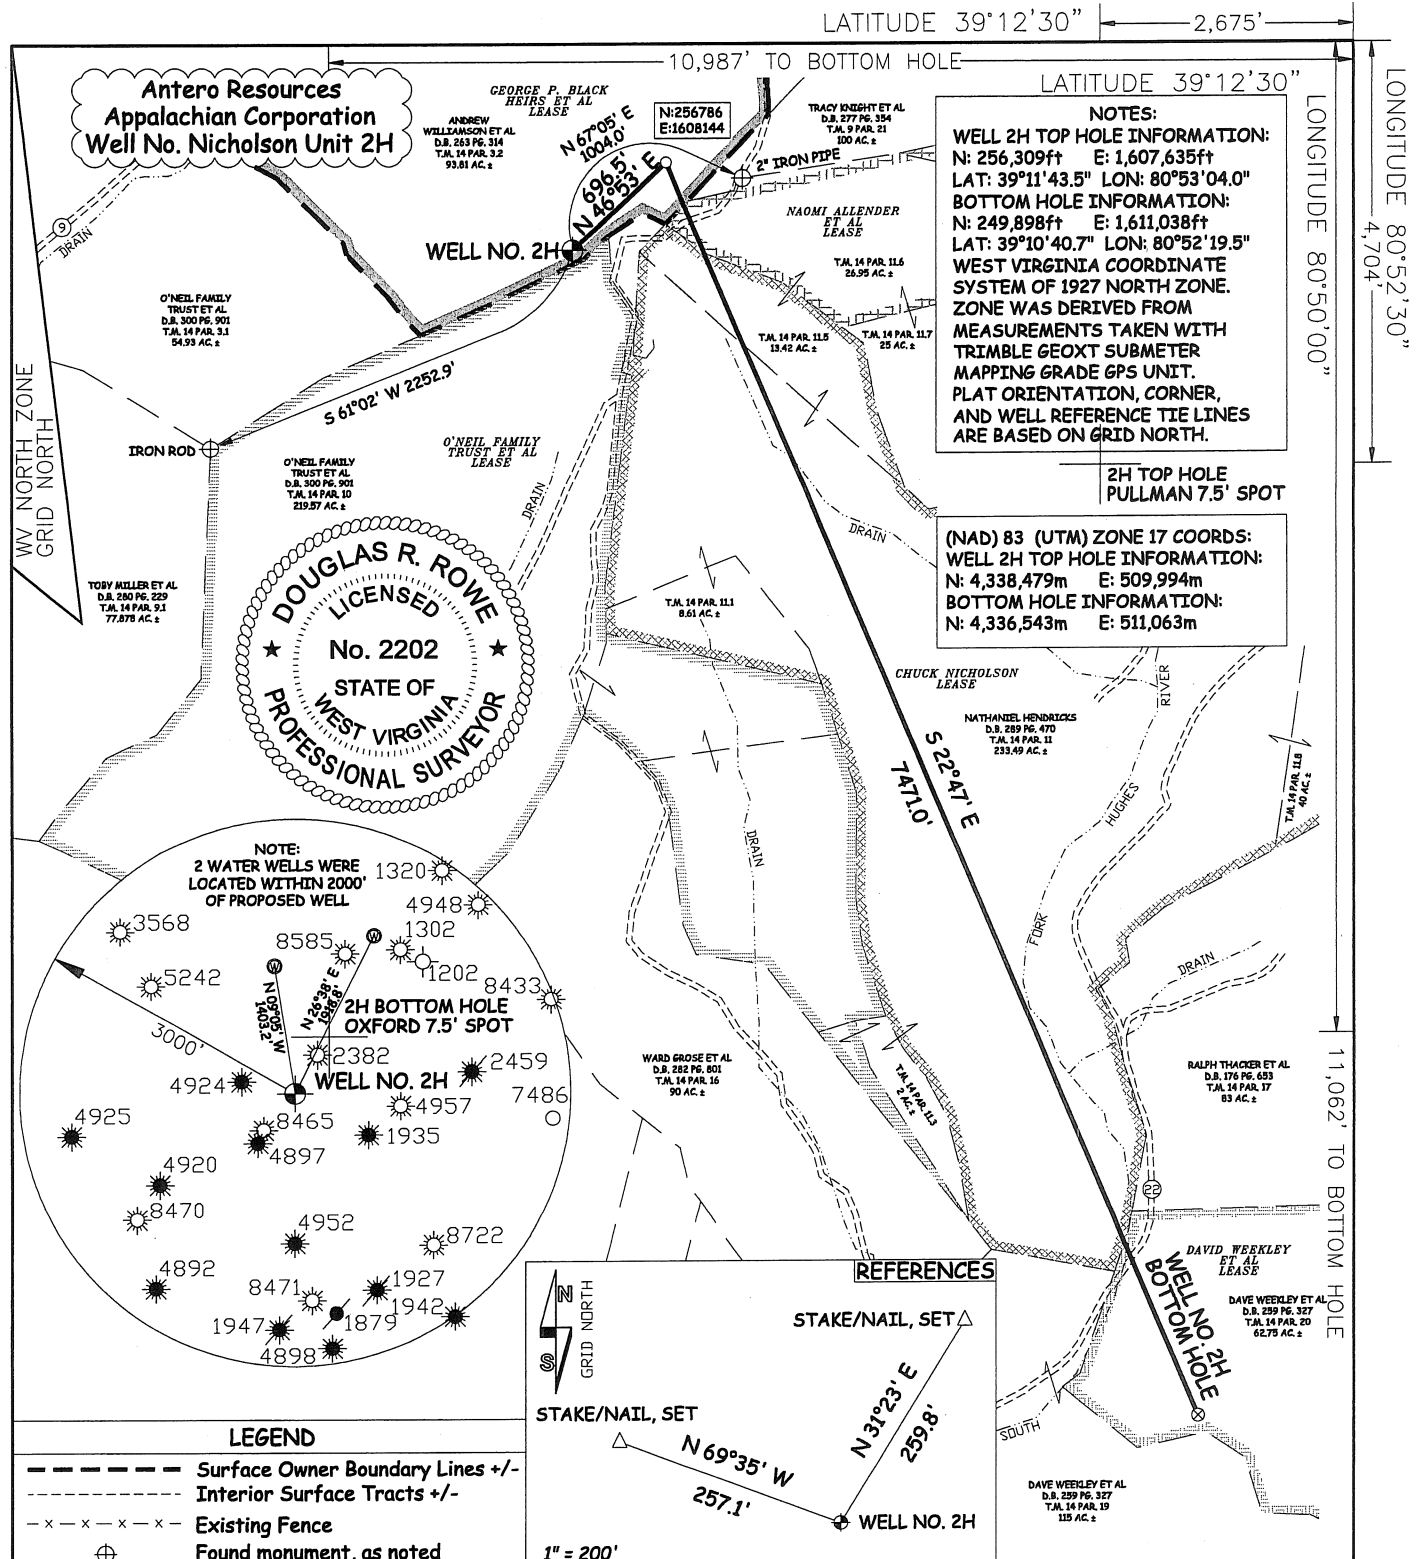 LATITUDE 39°12'30"
2,675'
10,987' TO BOTTOM HOLE
LATITUDE 39°12'30"
LONGITUDE 80°50'00"
LONGITUDE 80°52'30"
4,704'
11,062' TO BOTTOM HOLE
Antero Resources
Appalachian Corporation
Well No. Nicholson Unit 2H
GEORGE P. BLACK
HEIRS ET AL
LEASE
ANDREW
WILLIAMSON ET AL
D.B. 263 PG. 314
T.M. 14 PAR. 3.2
93.81 AC. ±
N 67°05' E
1004.0'
N:256786
E:1608144
TRACY KNIGHT ET AL
D.B. 277 PG. 354
T.M. 9 PAR. 21
100 AC. ±
2" IRON PIPE
696.5'
N 46°53' E
NAOMI ALLENDER
ET AL
LEASE
WELL NO. 2H
9
DRAIN
T.M. 14 PAR. 11.6
26.95 AC. ±
T.M. 14 PAR. 11.5
13.42 AC. ±
T.M. 14 PAR. 11.7
25 AC. ±
NOTES:
WELL 2H TOP HOLE INFORMATION:
N: 256,309ft E: 1,607,635ft
LAT: 39°11'43.5" LON: 80°53'04.0"
BOTTOM HOLE INFORMATION:
N: 249,898ft E: 1,611,038ft
LAT: 39°10'40.7" LON: 80°52'19.5"
WEST VIRGINIA COORDINATE
SYSTEM OF 1927 NORTH ZONE.
ZONE WAS DERIVED FROM
MEASUREMENTS TAKEN WITH
TRIMBLE GEOXT SUBMETER
MAPPING GRADE GPS UNIT.
PLAT ORIENTATION, CORNER,
AND WELL REFERENCE TIE LINES
ARE BASED ON GRID NORTH.
2H TOP HOLE
PULLMAN 7.5' SPOT
(NAD) 83 (UTM) ZONE 17 COORDS:
WELL 2H TOP HOLE INFORMATION:
N: 4,338,479m E: 509,994m
BOTTOM HOLE INFORMATION:
N: 4,336,543m E: 511,063m
O'NEIL FAMILY
TRUST ET AL
D.B. 300 PG. 901
T.M. 14 PAR. 3.1
54.93 AC. ±
WV NORTH ZONE
GRID NORTH
S 61°02' W 2252.9'
IRON ROD
O'NEIL FAMILY
TRUST ET AL
LEASE
O'NEIL FAMILY
TRUST ET AL
D.B. 300 PG. 901
T.M. 14 PAR. 10
219.57 AC. ±
DRAIN
DRAIN
TOBY MILLER ET AL
D.B. 280 PG. 229
T.M. 14 PAR. 9.1
77.878 AC. ±
DOUGLAS R. ROWE
LICENSED
No. 2202
STATE OF
WEST VIRGINIA
PROFESSIONAL SURVEYOR
T.M. 14 PAR. 11.1
8.61 AC. ±
CHUCK NICHOLSON
LEASE
RIVER
NATHANIEL HENDRICKS
D.B. 289 PG. 470
T.M. 14 PAR. 11
233.49 AC. ±
T.M. 14 PAR. 11.8
40 AC. ±
S 22°47' E
7471.0'
HUGHES
DRAIN
FORK
DRAIN
NOTE:
2 WATER WELLS WERE
LOCATED WITHIN 2000'
OF PROPOSED WELL
1320
4948
3568
8585
1302
1202
W
W
5242
8433
N 09°05' W
1403.2'
N 26°38' E
1918.8'
2H BOTTOM HOLE
OXFORD 7.5' SPOT
3000'
2382
4924
WELL NO. 2H
2459
4925
8465
4957
7486
4897
1935
4920
8470
4952
8722
4892
8471
1927
1942
1947
1879
4898
WARD GROSE ET AL
D.B. 282 PG. 801
T.M. 14 PAR. 16
90 AC. ±
T.M. 14 PAR. 11.3
2 AC. ±
RALPH THACKER ET AL
D.B. 176 PG. 653
T.M. 14 PAR. 17
83 AC. ±
22
DAVID WEEKLEY
ET AL
LEASE
WELL NO. 2H
BOTTOM HOLE
DAVE WEEKLEY ET AL
D.B. 259 PG. 327
T.M. 14 PAR. 20
62.75 AC. ±
SOUTH
DAVE WEEKLEY ET AL
D.B. 259 PG. 327
T.M. 14 PAR. 19
115 AC. ±
REFERENCES
N
S
GRID NORTH
STAKE/NAIL, SET
STAKE/NAIL, SET
N 31°23' E
259.8'
N 69°35' W
257.1'
WELL NO. 2H
1" = 200'
LEGEND
Surface Owner Boundary Lines +/-
Interior Surface Tracts +/-
Existing Fence
Found monument, as noted